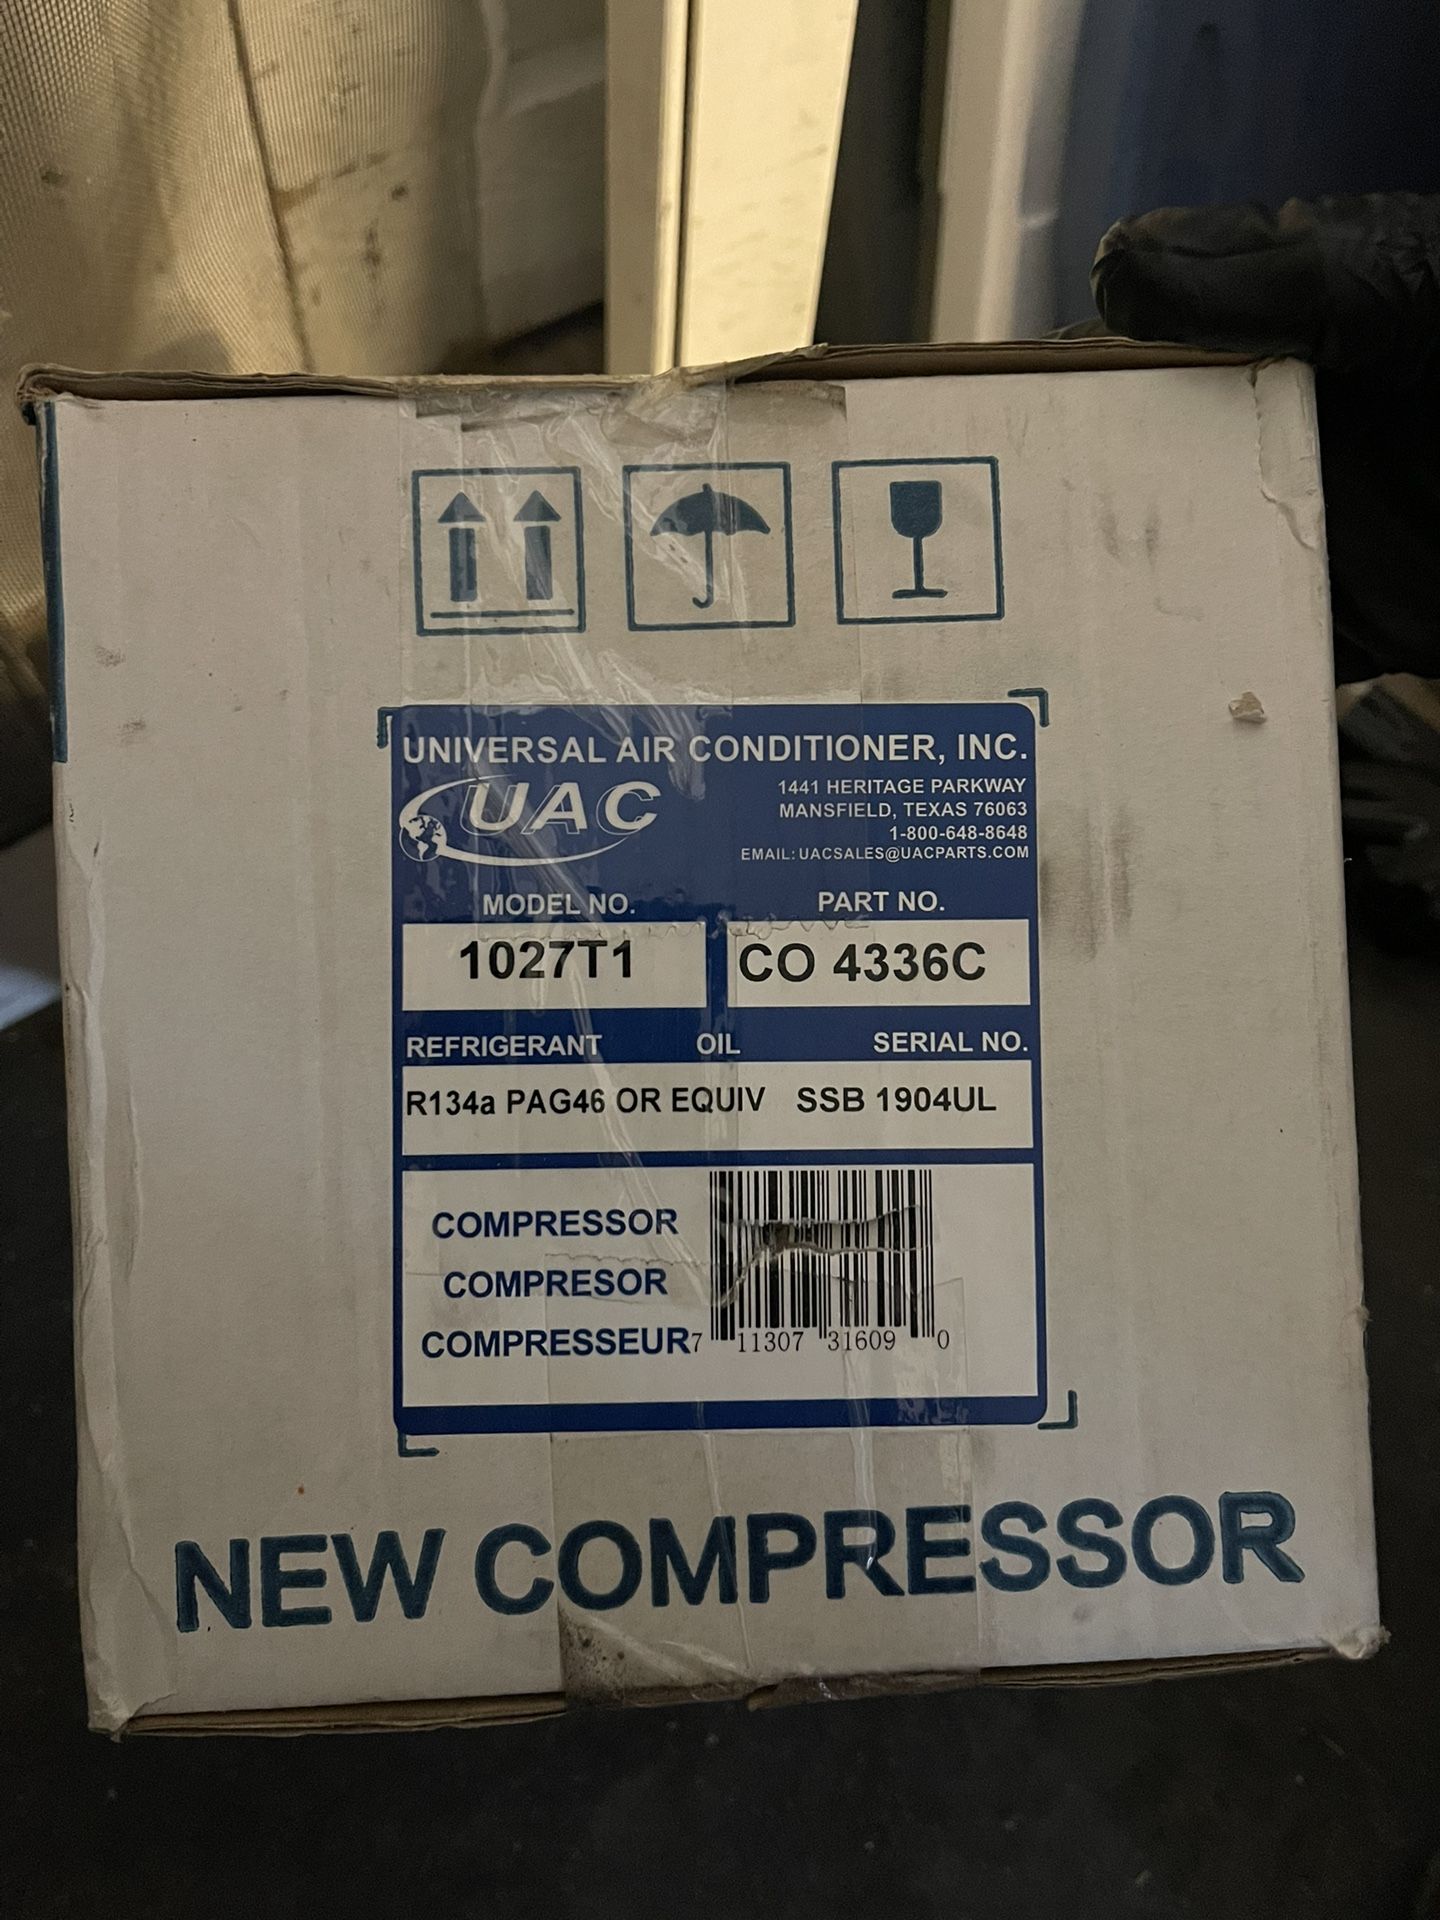 UNIVERSAL AIR CONDITIONER, INC.
UAC
1441 HERITAGE PARKWAY
MANSFIELD, TEXAS 76063
1-800-648-8648
EMAIL: UACSALES@UACPARTS.COM
MODEL NO. PART NO.
1027T1 CO 4336C
REFRIGERANT OIL SERIAL NO.
R134a PAG46 OR EQUIV SSB 1904UL
COMPRESSOR
COMPRESOR
COMPRESSEUR
7 11307 31609 0
NEW COMPRESSOR